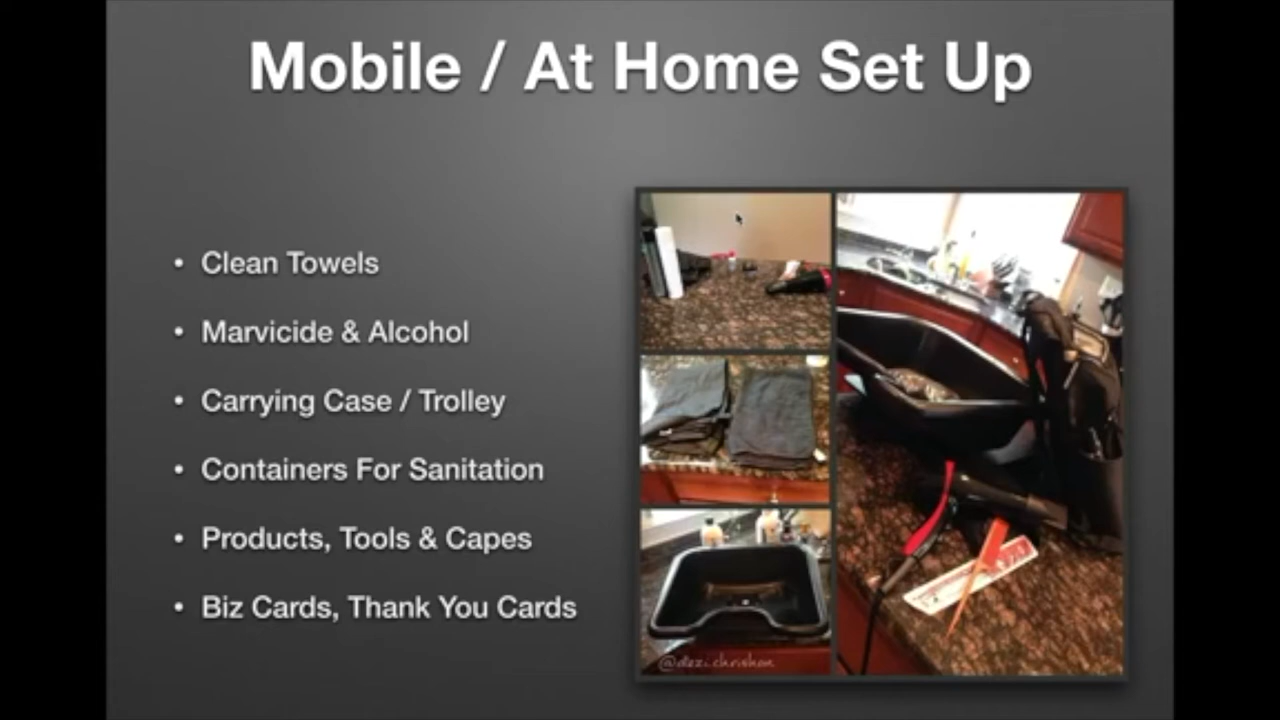 Mobile / At Home Set Up
• Clean Towels
• Marvicide & Alcohol
• Carrying Case / Trolley
• Containers For Sanitation
• Products, Tools & Capes
• Biz Cards, Thank You Cards
@dezi.chrishon